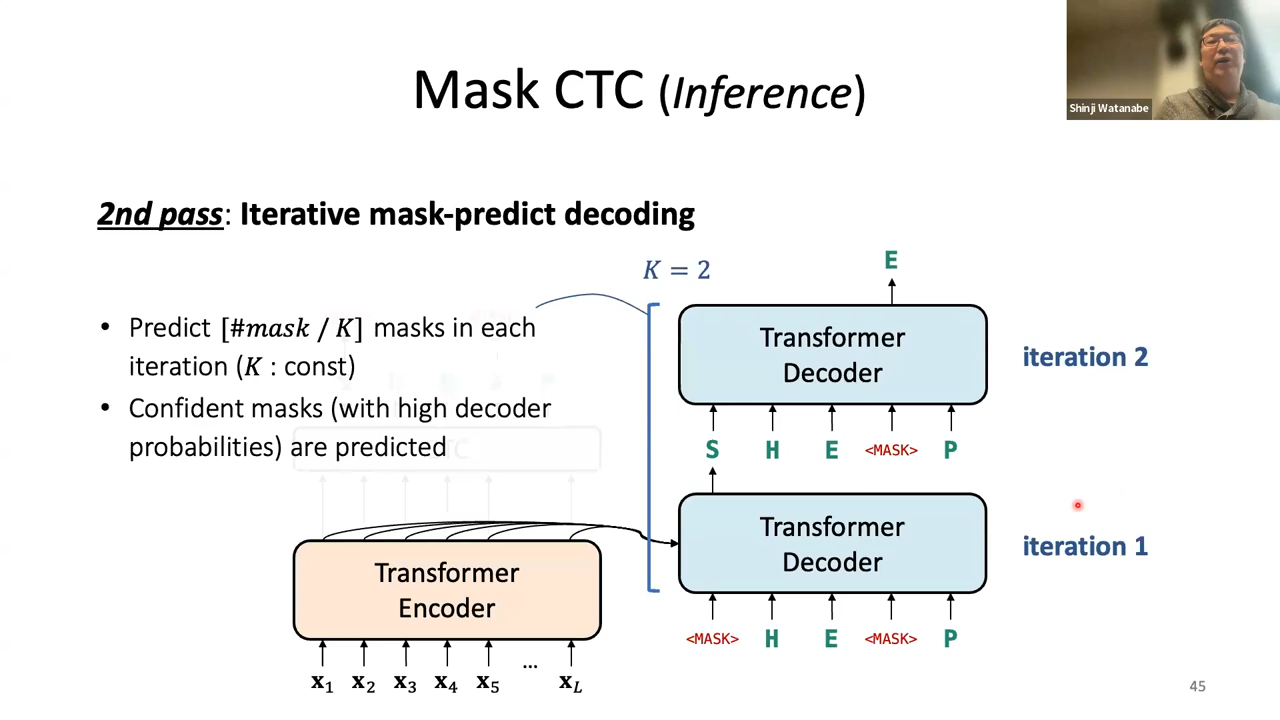 Shinji Watanabe
Mask CTC (Inference)
2nd pass: Iterative mask-predict decoding
• Predict [#mask / K] masks in each
iteration (K : const)
• Confident masks (with high decoder
probabilities) are predicted
K = 2
E
Transformer
Decoder
iteration 2
S H E <MASK> P
Transformer
Decoder
iteration 1
<MASK> H E <MASK> P
Transformer
Encoder
x1 x2 x3 x4 x5 ... xL
45